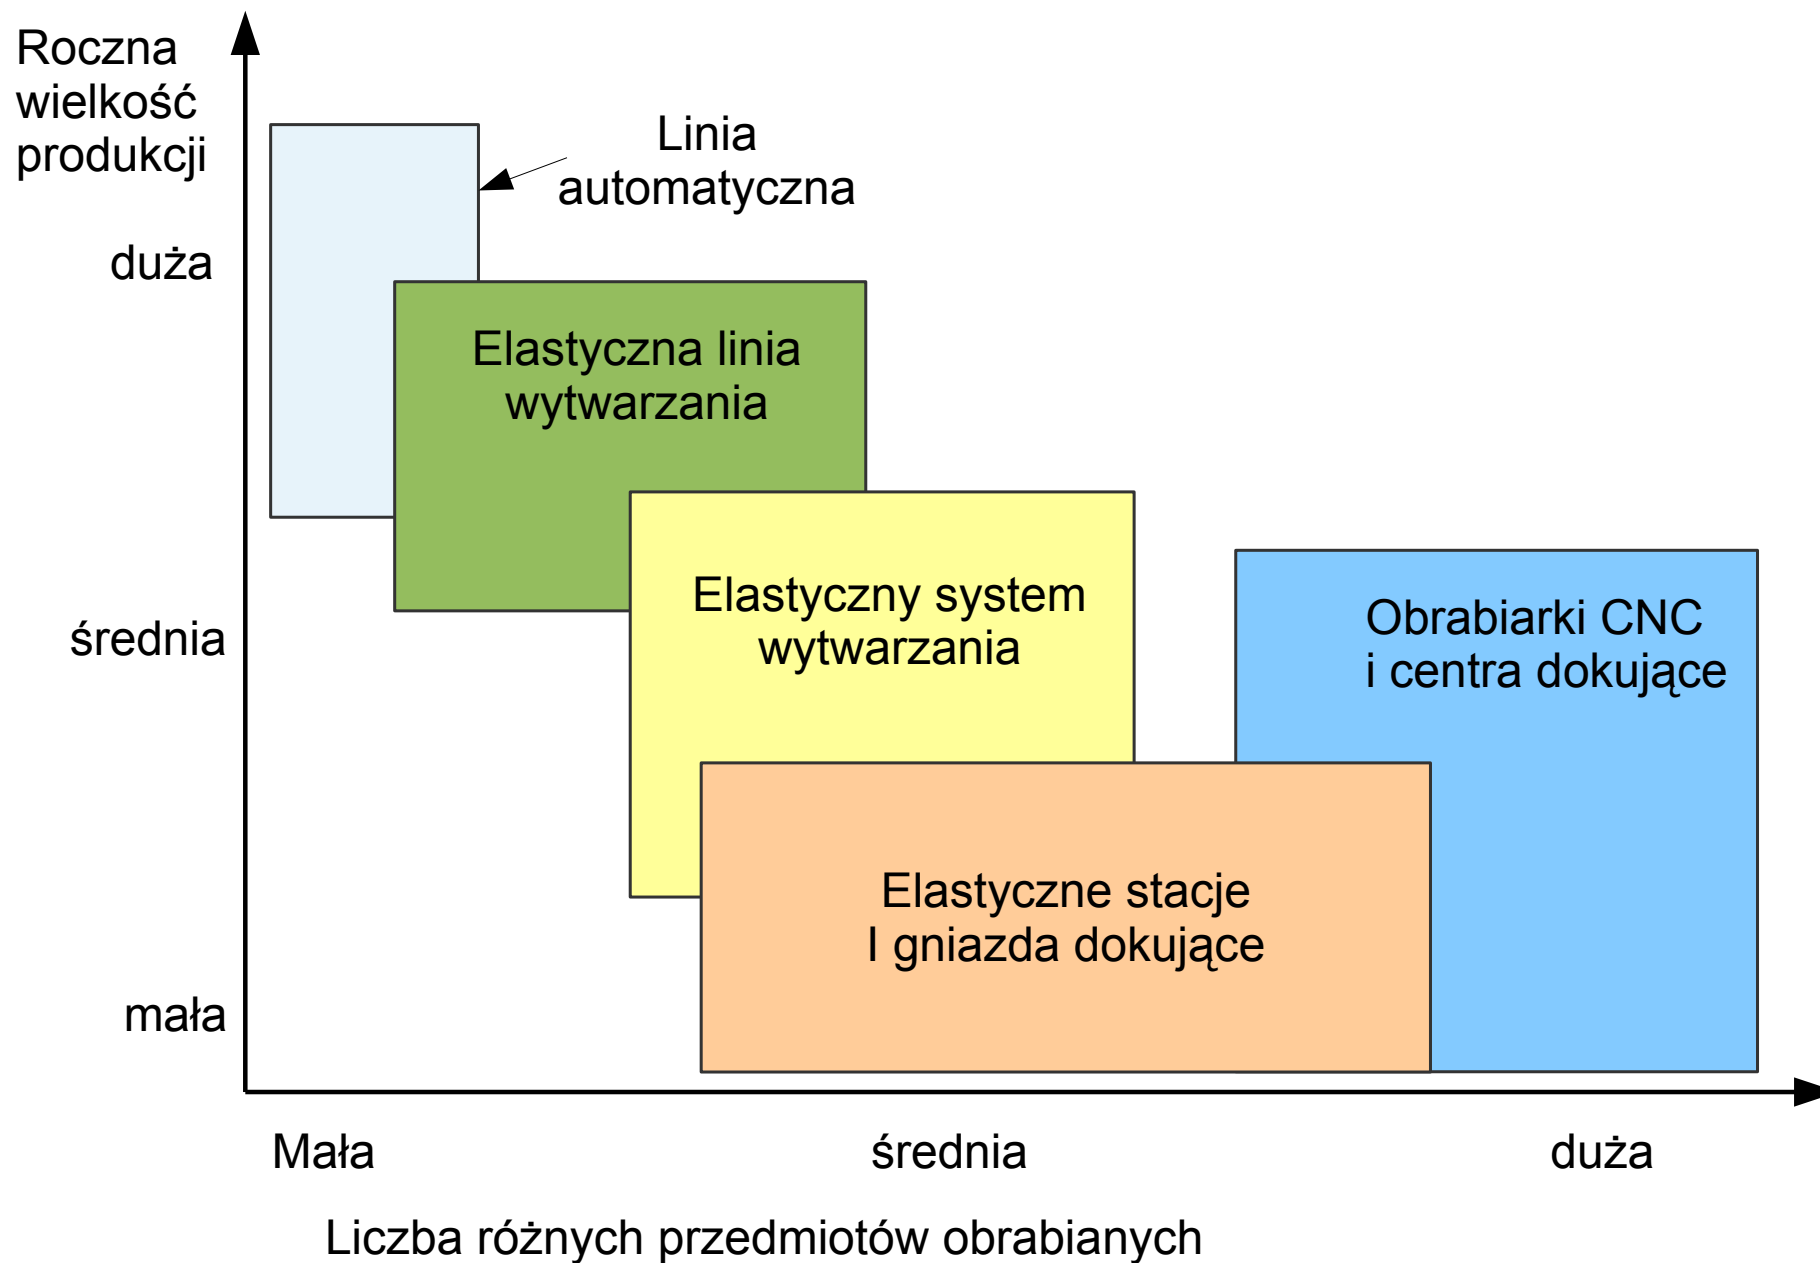 Roczna
wielkość
produkcji
Linia
automatyczna
duża
Elastyczna linia
wytwarzania
Elastyczny system
wytwarzania
Obrabiarki CNC
i centra dokujące
średnia
Elastyczne stacje
I gniazda dokujące
mała
Mała
średnia
duża
Liczba różnych przedmiotów obrabianych